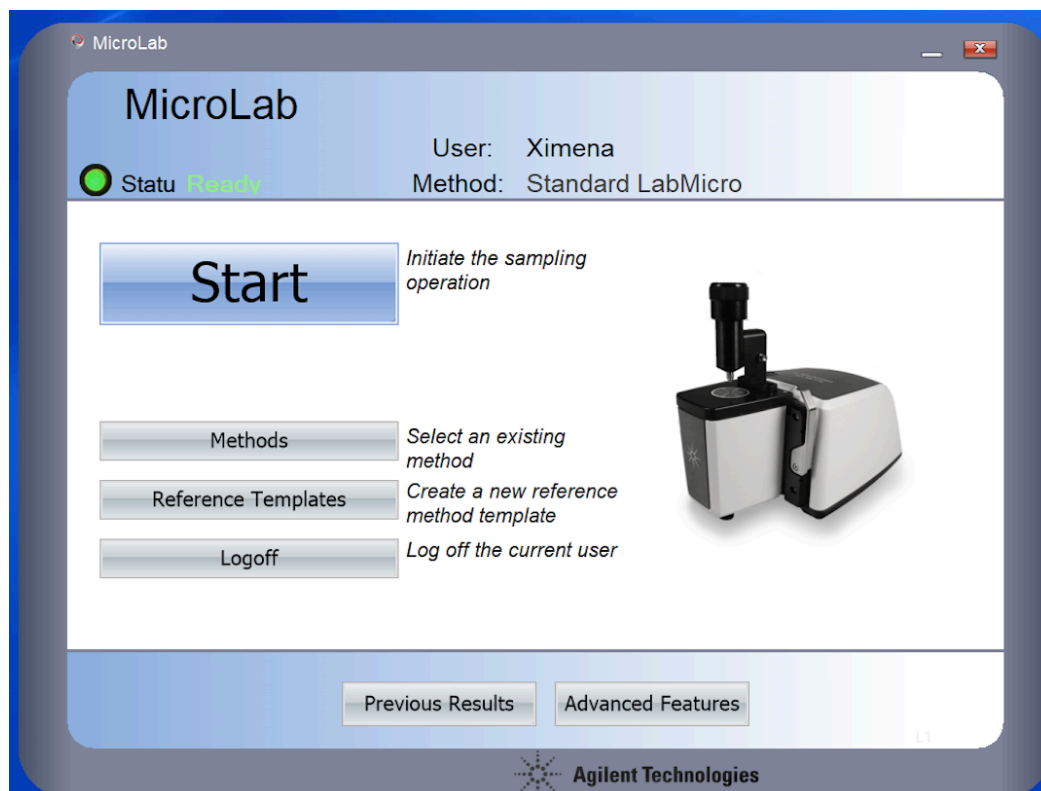 MicroLab
MicroLab
User: Ximena
Statu Ready
Method: Standard LabMicro
Start
Initiate the sampling
operation
Methods
Select an existing
method
Reference Templates
Create a new reference
method template
Logoff
Log off the current user
Previous Results
Advanced Features
L1
Agilent Technologies